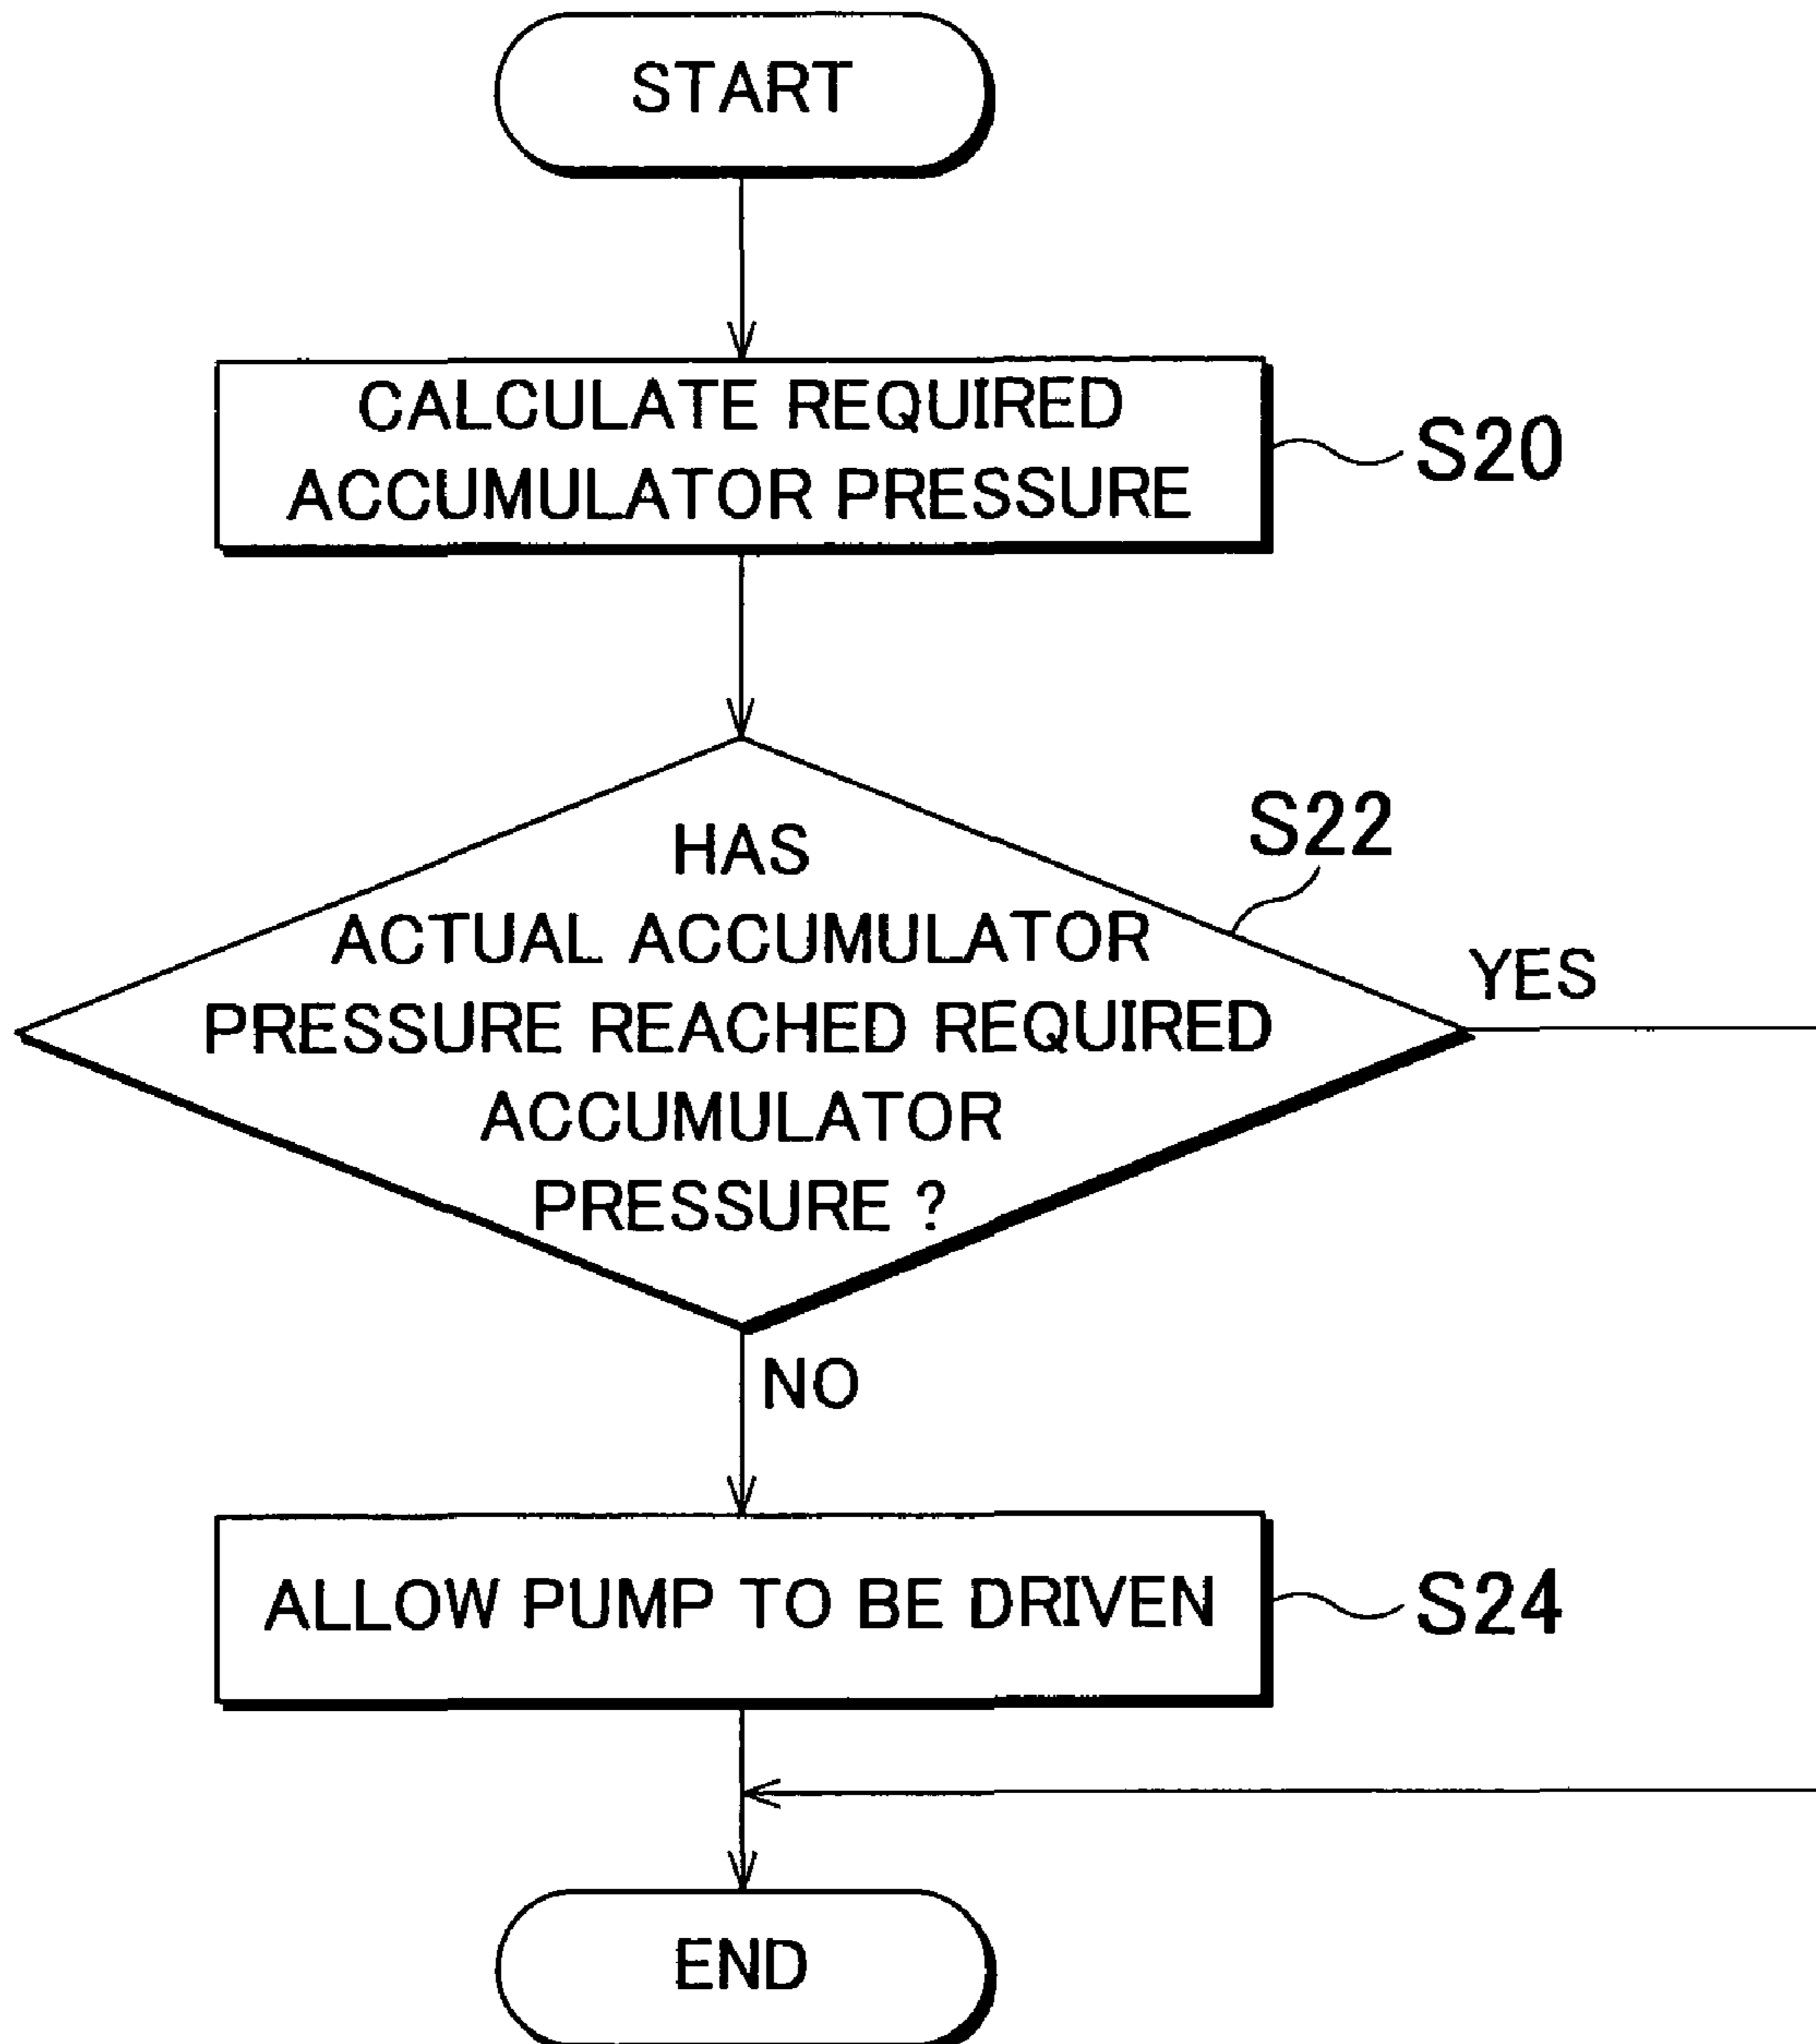 START
CALCULATE REQUIRED
ACCUMULATOR PRESSURE
S20
S22
HAS
ACTUAL ACCUMULATOR
PRESSURE REACHED REQUIRED
ACCUMULATOR
PRESSURE ?
YES
NO
ALLOW PUMP TO BE DRIVEN
S24
END